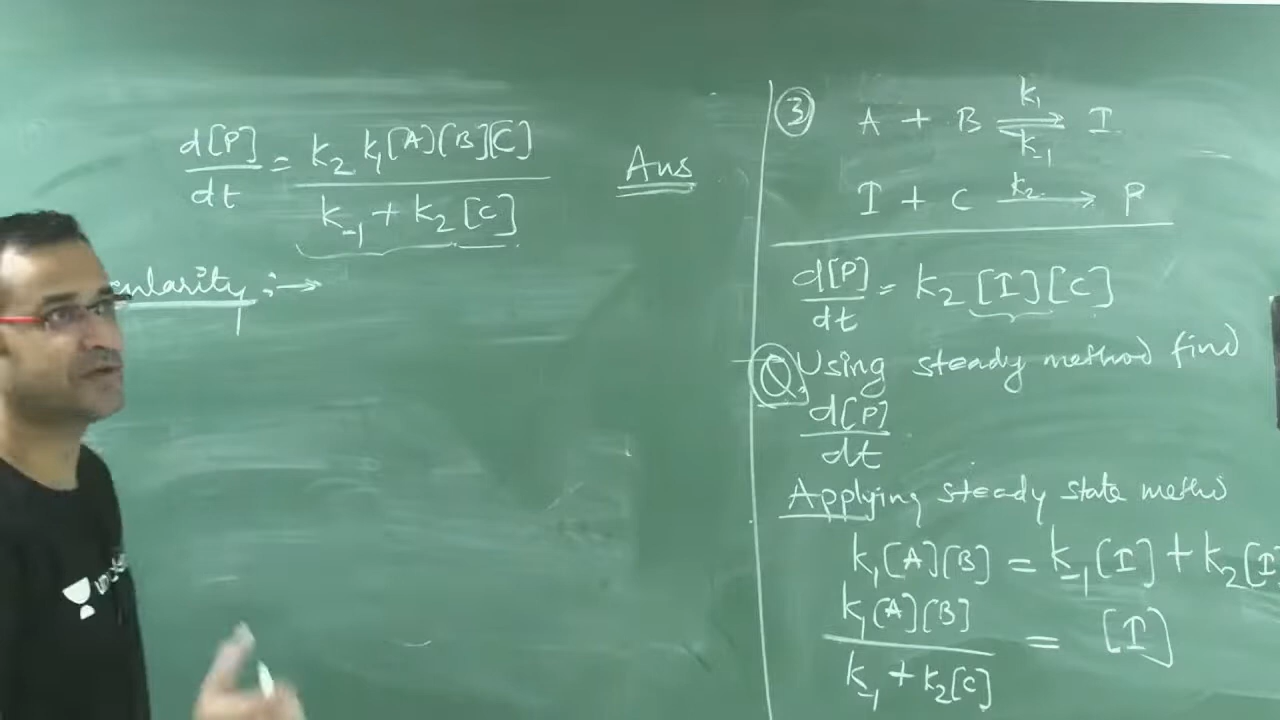 d[P]/dt = k₂ k₁[A][B][C] / k₋₁ + k₂[C]
Ans
cularity :→
③ A + B ⇌ I
k₁
k₋₁
I + C →(k₂) P
d[P]/dt = k₂[I][C]
Q. Using steady method find
d[P]/dt
Applying steady state metho
k₁[A][B] = k₋₁[I] + k₂[I]
k₁[A][B] / k₋₁ + k₂[C] = [I]